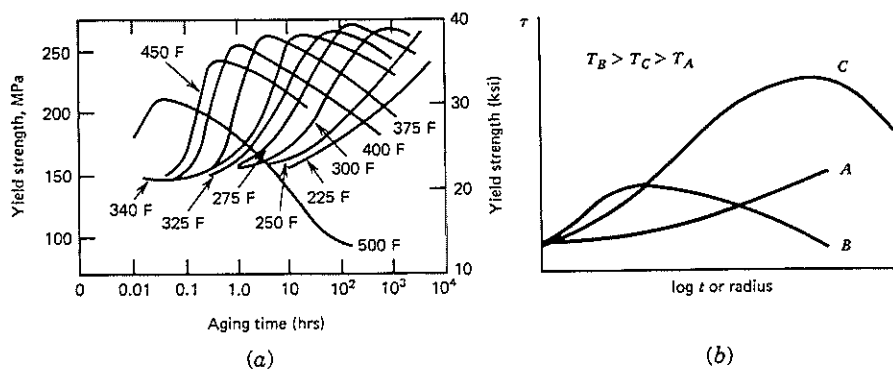 Yield strength, MPa
250
200
150
100
0
0.01
0.1
1.0
10
10²
10³
10⁴
Aging time (hrs)
40
30
20
10
Yield strength (ksi)
450 F
340 F
325 F
275 F
250 F
225 F
300 F
400 F
375 F
500 F
(a)
τ
T_B > T_C > T_A
C
A
B
log t or radius
(b)